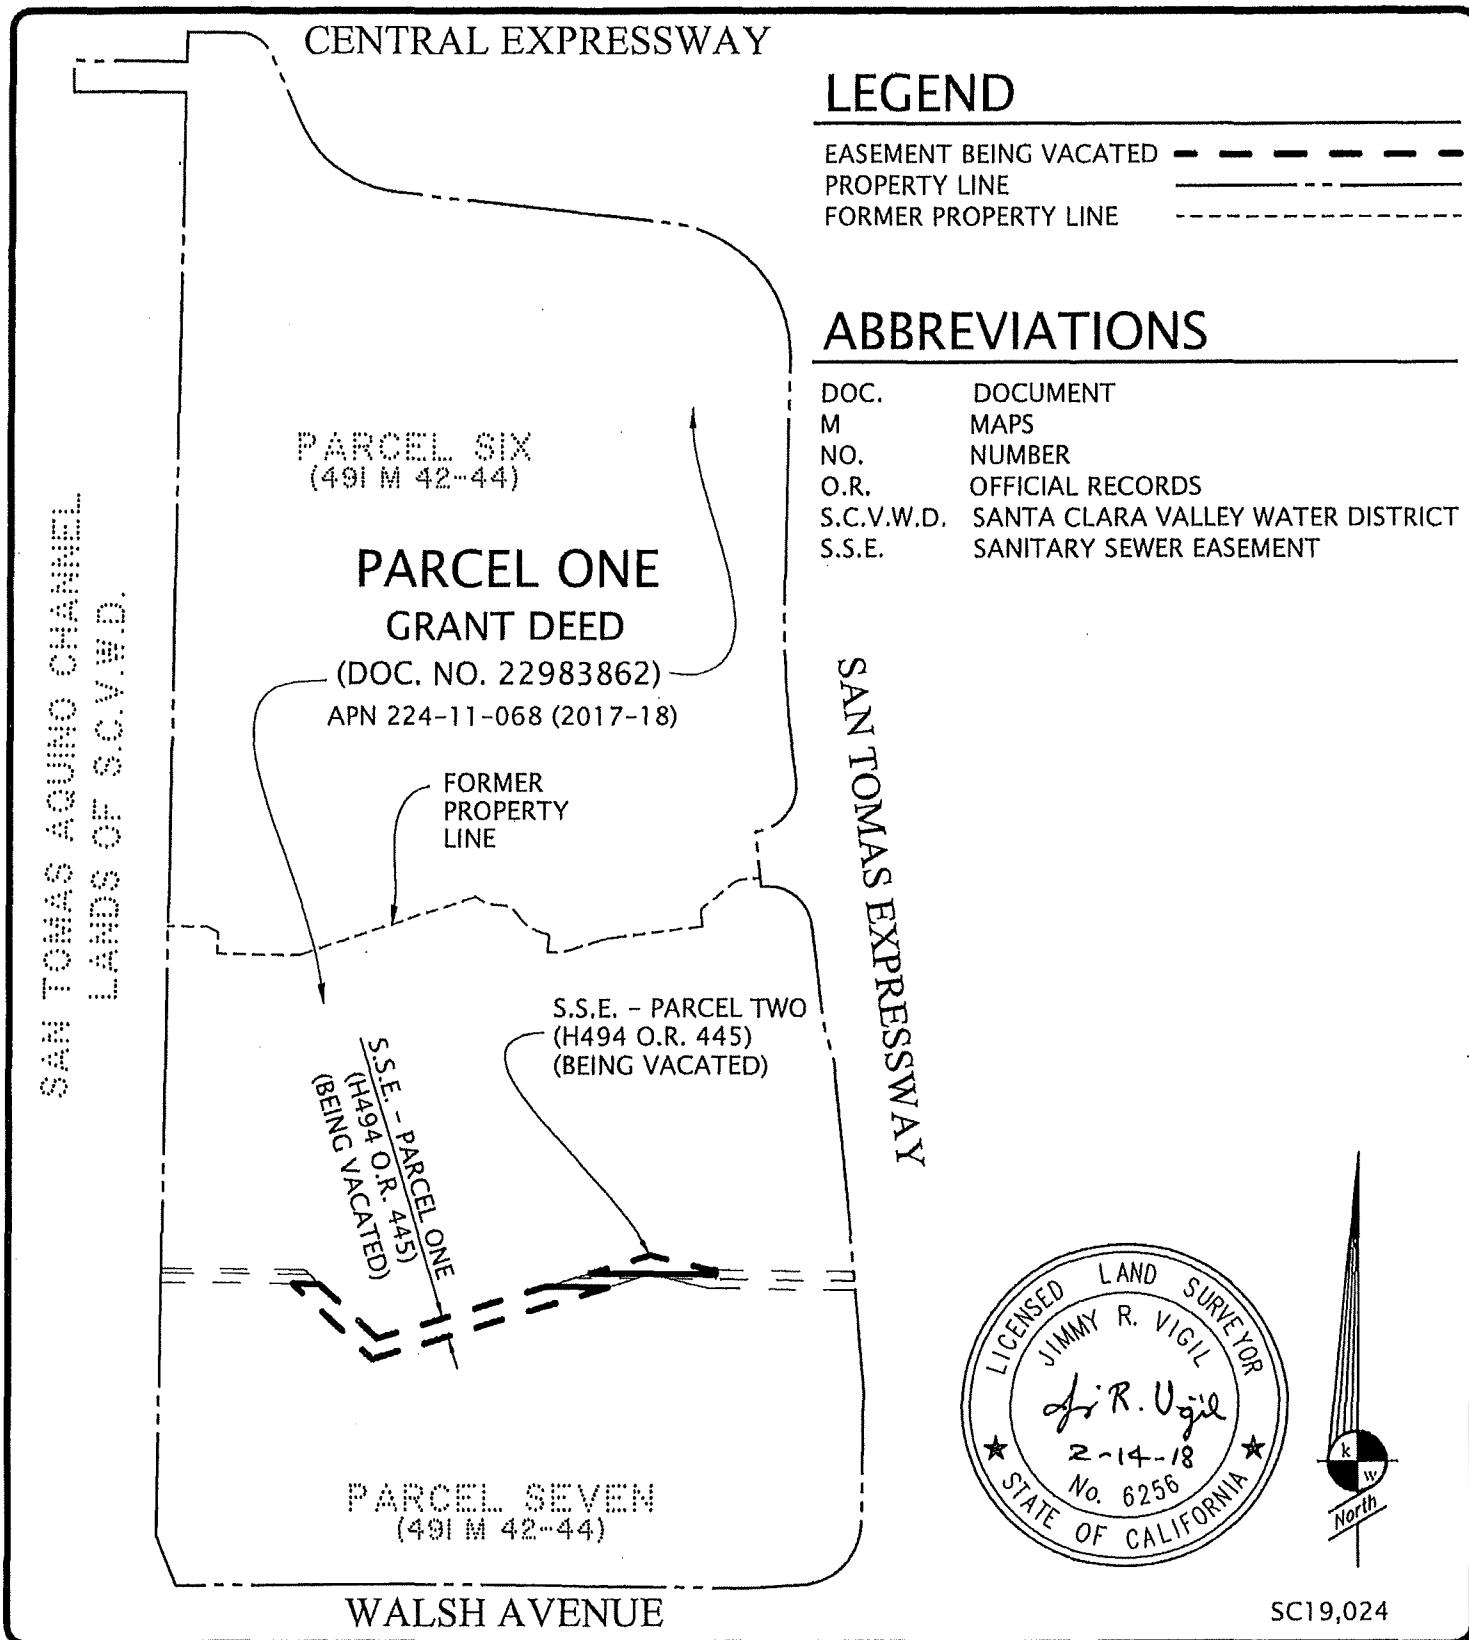 CENTRAL EXPRESSWAY
LEGEND
EASEMENT BEING VACATED
PROPERTY LINE
FORMER PROPERTY LINE
ABBREVIATIONS
DOC. DOCUMENT
M MAPS
NO. NUMBER
O.R. OFFICIAL RECORDS
S.C.V.W.D. SANTA CLARA VALLEY WATER DISTRICT
S.S.E. SANITARY SEWER EASEMENT
PARCEL SIX
(491 M 42-44)
PARCEL ONE
GRANT DEED
(DOC. NO. 22983862)
APN 224-11-068 (2017-18)
SAN TOMAS AQUINO CHANNEL
LANDS OF S.C.V.W.D.
FORMER
PROPERTY
LINE
SAN TOMAS EXPRESSWAY
S.S.E. - PARCEL TWO
(H494 O.R. 445)
(BEING VACATED)
S.S.E. - PARCEL ONE
(H494 O.R. 445)
(BEING VACATED)
PARCEL SEVEN
(491 M 42-44)
WALSH AVENUE
LICENSED LAND SURVEYOR
JIMMY R. VIGIL
R. Vigil
2-14-18
No. 6256
STATE OF CALIFORNIA
k
w
North
SC19,024